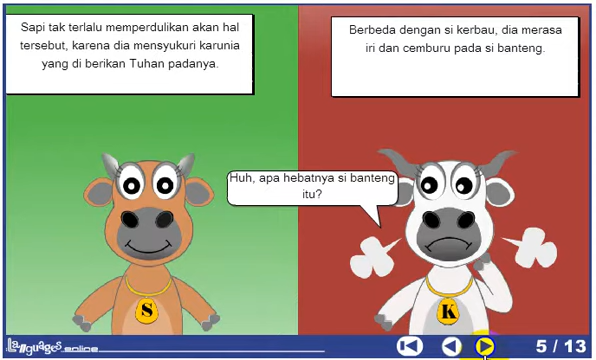 Sapi tak terlalu memperdulikan akan hal
tersebut, karena dia mensyukuri karunia
yang di berikan Tuhan padanya.
Berbeda dengan si kerbau, dia merasa
iri dan cemburu pada si banteng.
Huh, apa hebatnya si banteng
itu?
S
K
Languages online
5 / 13